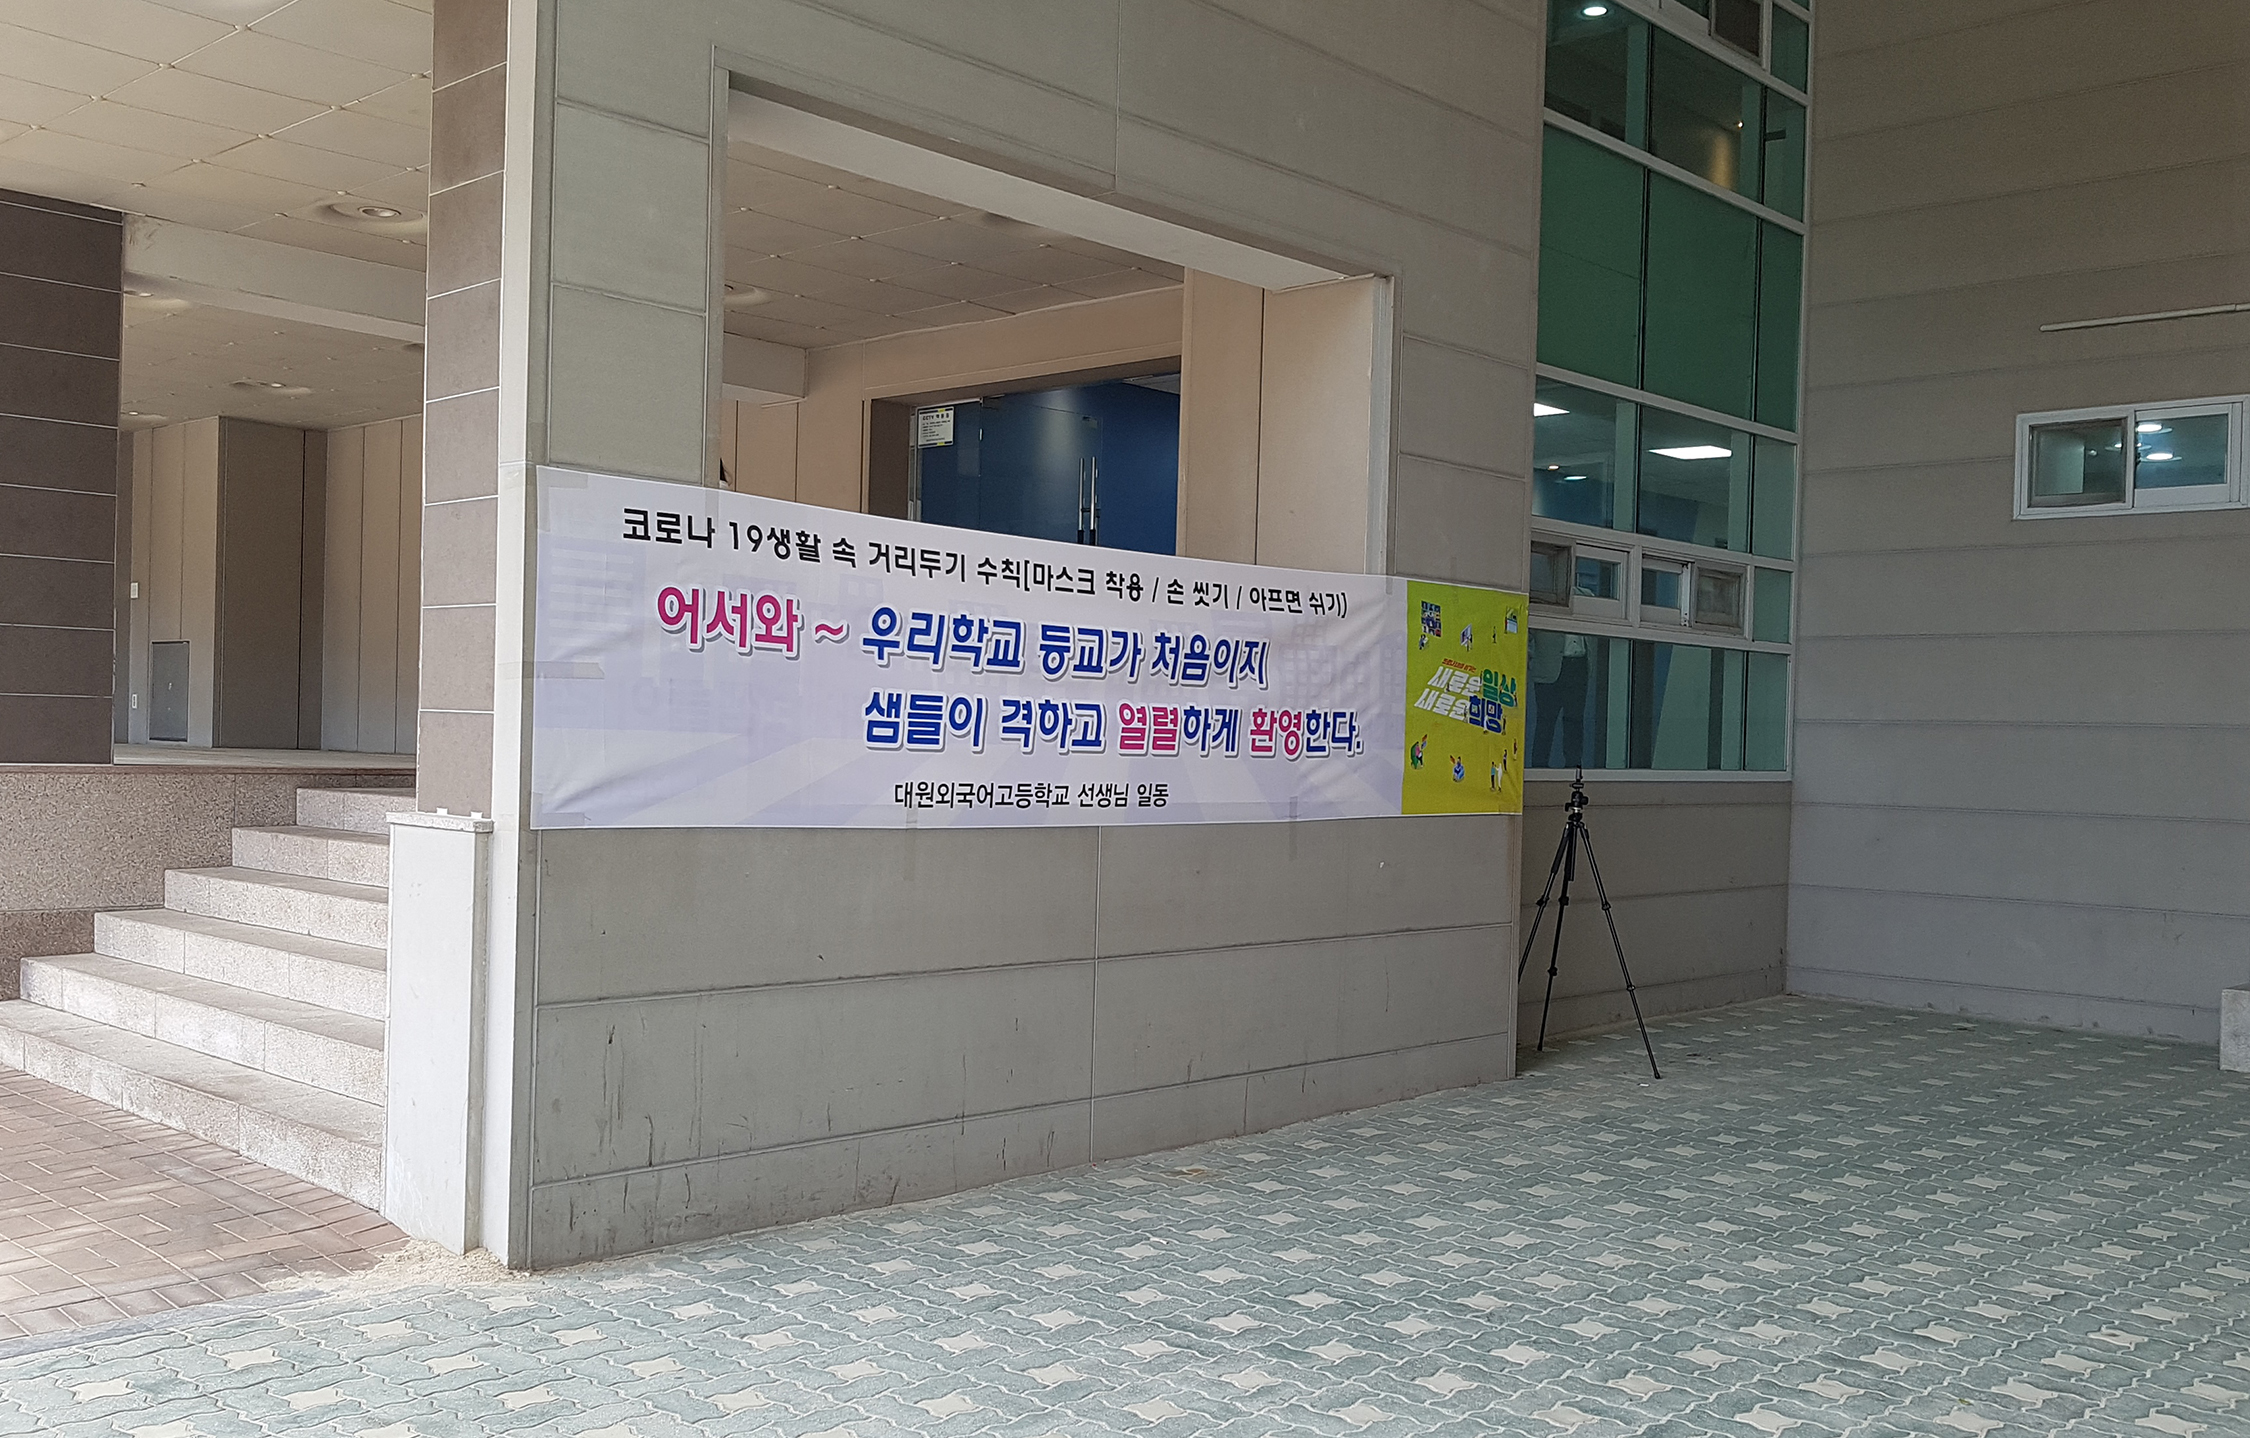 코로나 19생활 속 거리두기 수칙[마스크 착용 / 손 씻기 / 아프면 쉬기)
어서와 ~ 우리학교 등교가 처음이지
샘들이 격하고 열렬하게 환영한다.
대원외국어고등학교 선생님 일동
새로운 일상
새로운 희망
CCTV